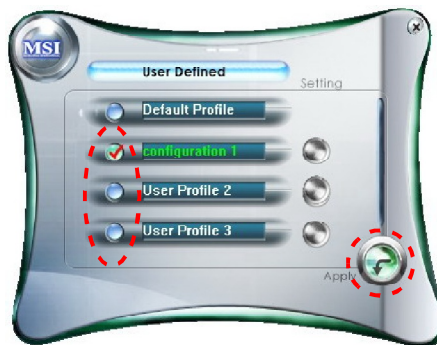 MSI
User Defined
Setting
Default Profile
configuration 1
User Profile 2
User Profile 3
Apply